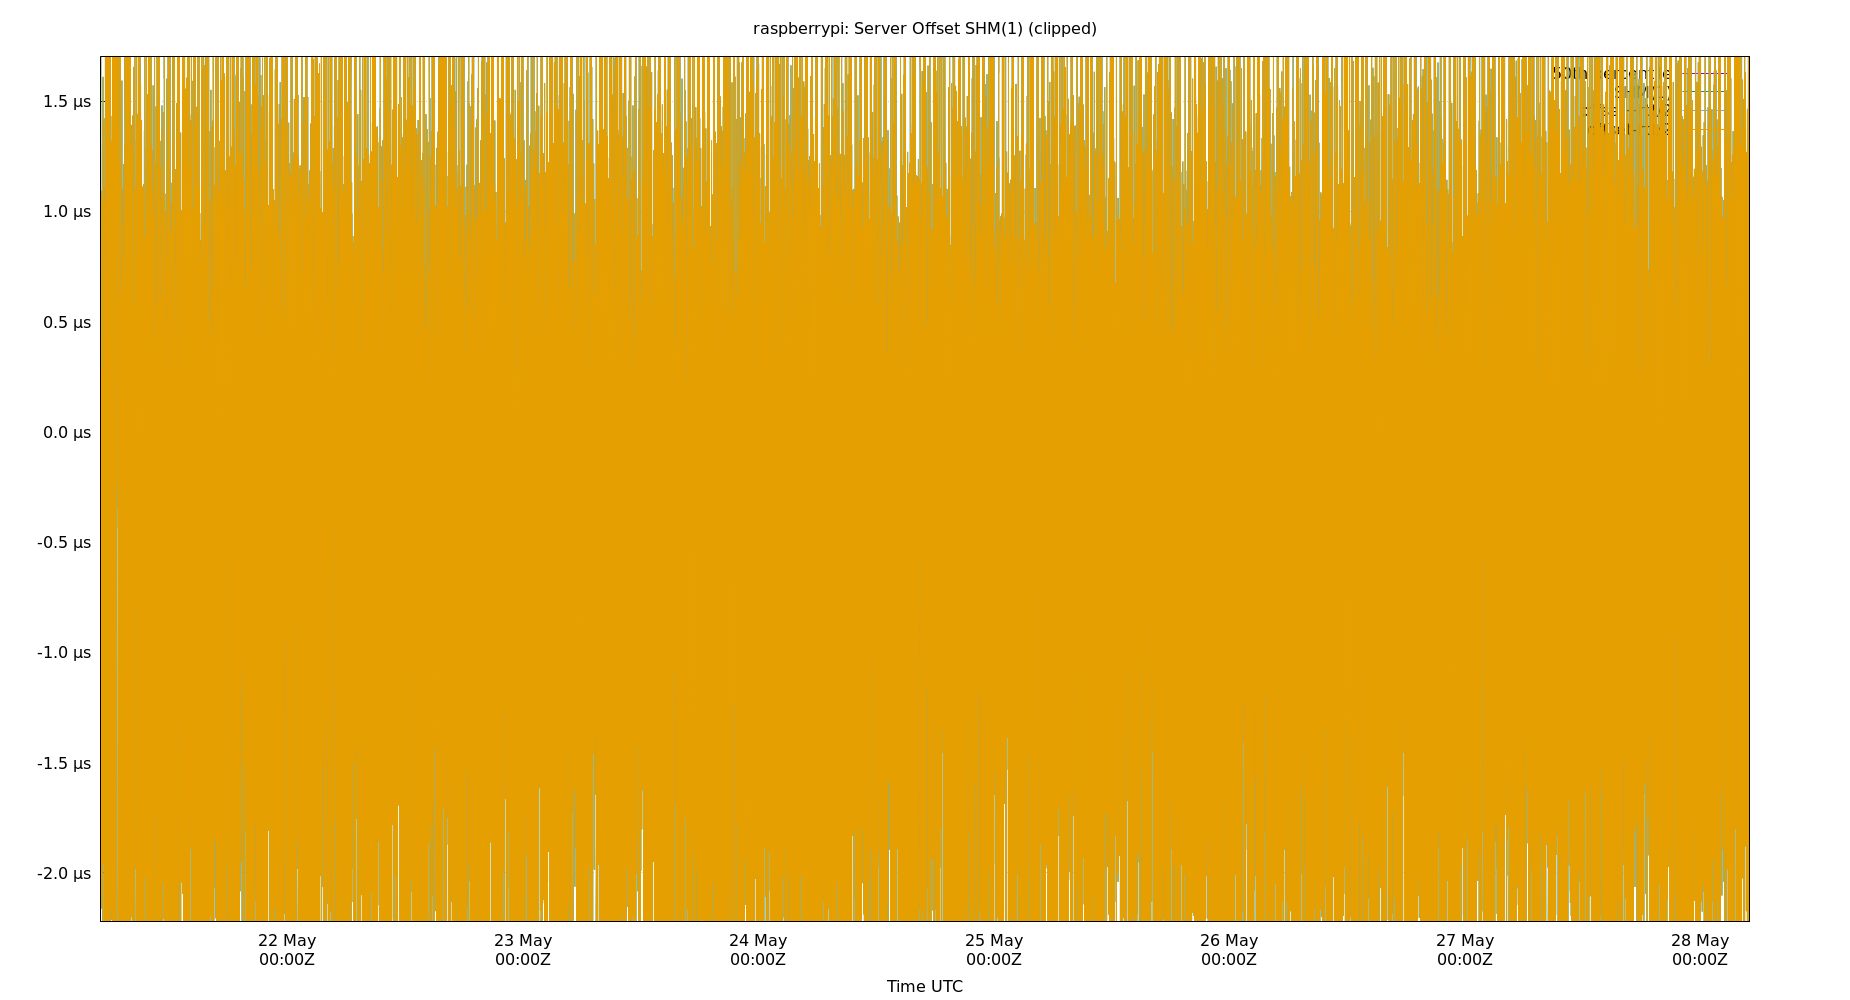 raspberrypi: Server Offset SHM(1) (clipped)
1.5 µs
1.0 µs
0.5 µs
0.0 µs
-0.5 µs
-1.0 µs
-1.5 µs
-2.0 µs
22 May 23 May 24 May 25 May 26 May 27 May 28 May
00:00Z 00:00Z 00:00Z 00:00Z 00:00Z 00:00Z 00:00Z
Time UTC